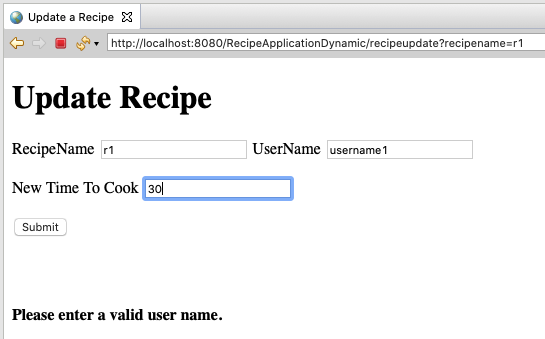 Update a Recipe
http://localhost:8080/RecipeApplicationDynamic/recipeupdate?recipename=r1
Update Recipe
RecipeName r1 UserName username1
New Time To Cook 30
Submit
Please enter a valid user name.